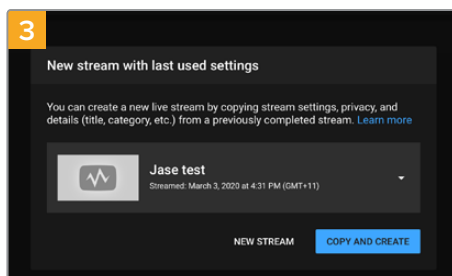 3
New stream with last used settings
You can create a new live stream by copying stream settings, privacy, and
details (title, category, etc.) from a previously completed stream. Learn more
Jase test
Streamed: March 3, 2020 at 4:31 PM (GMT+11)
NEW STREAM
COPY AND CREATE